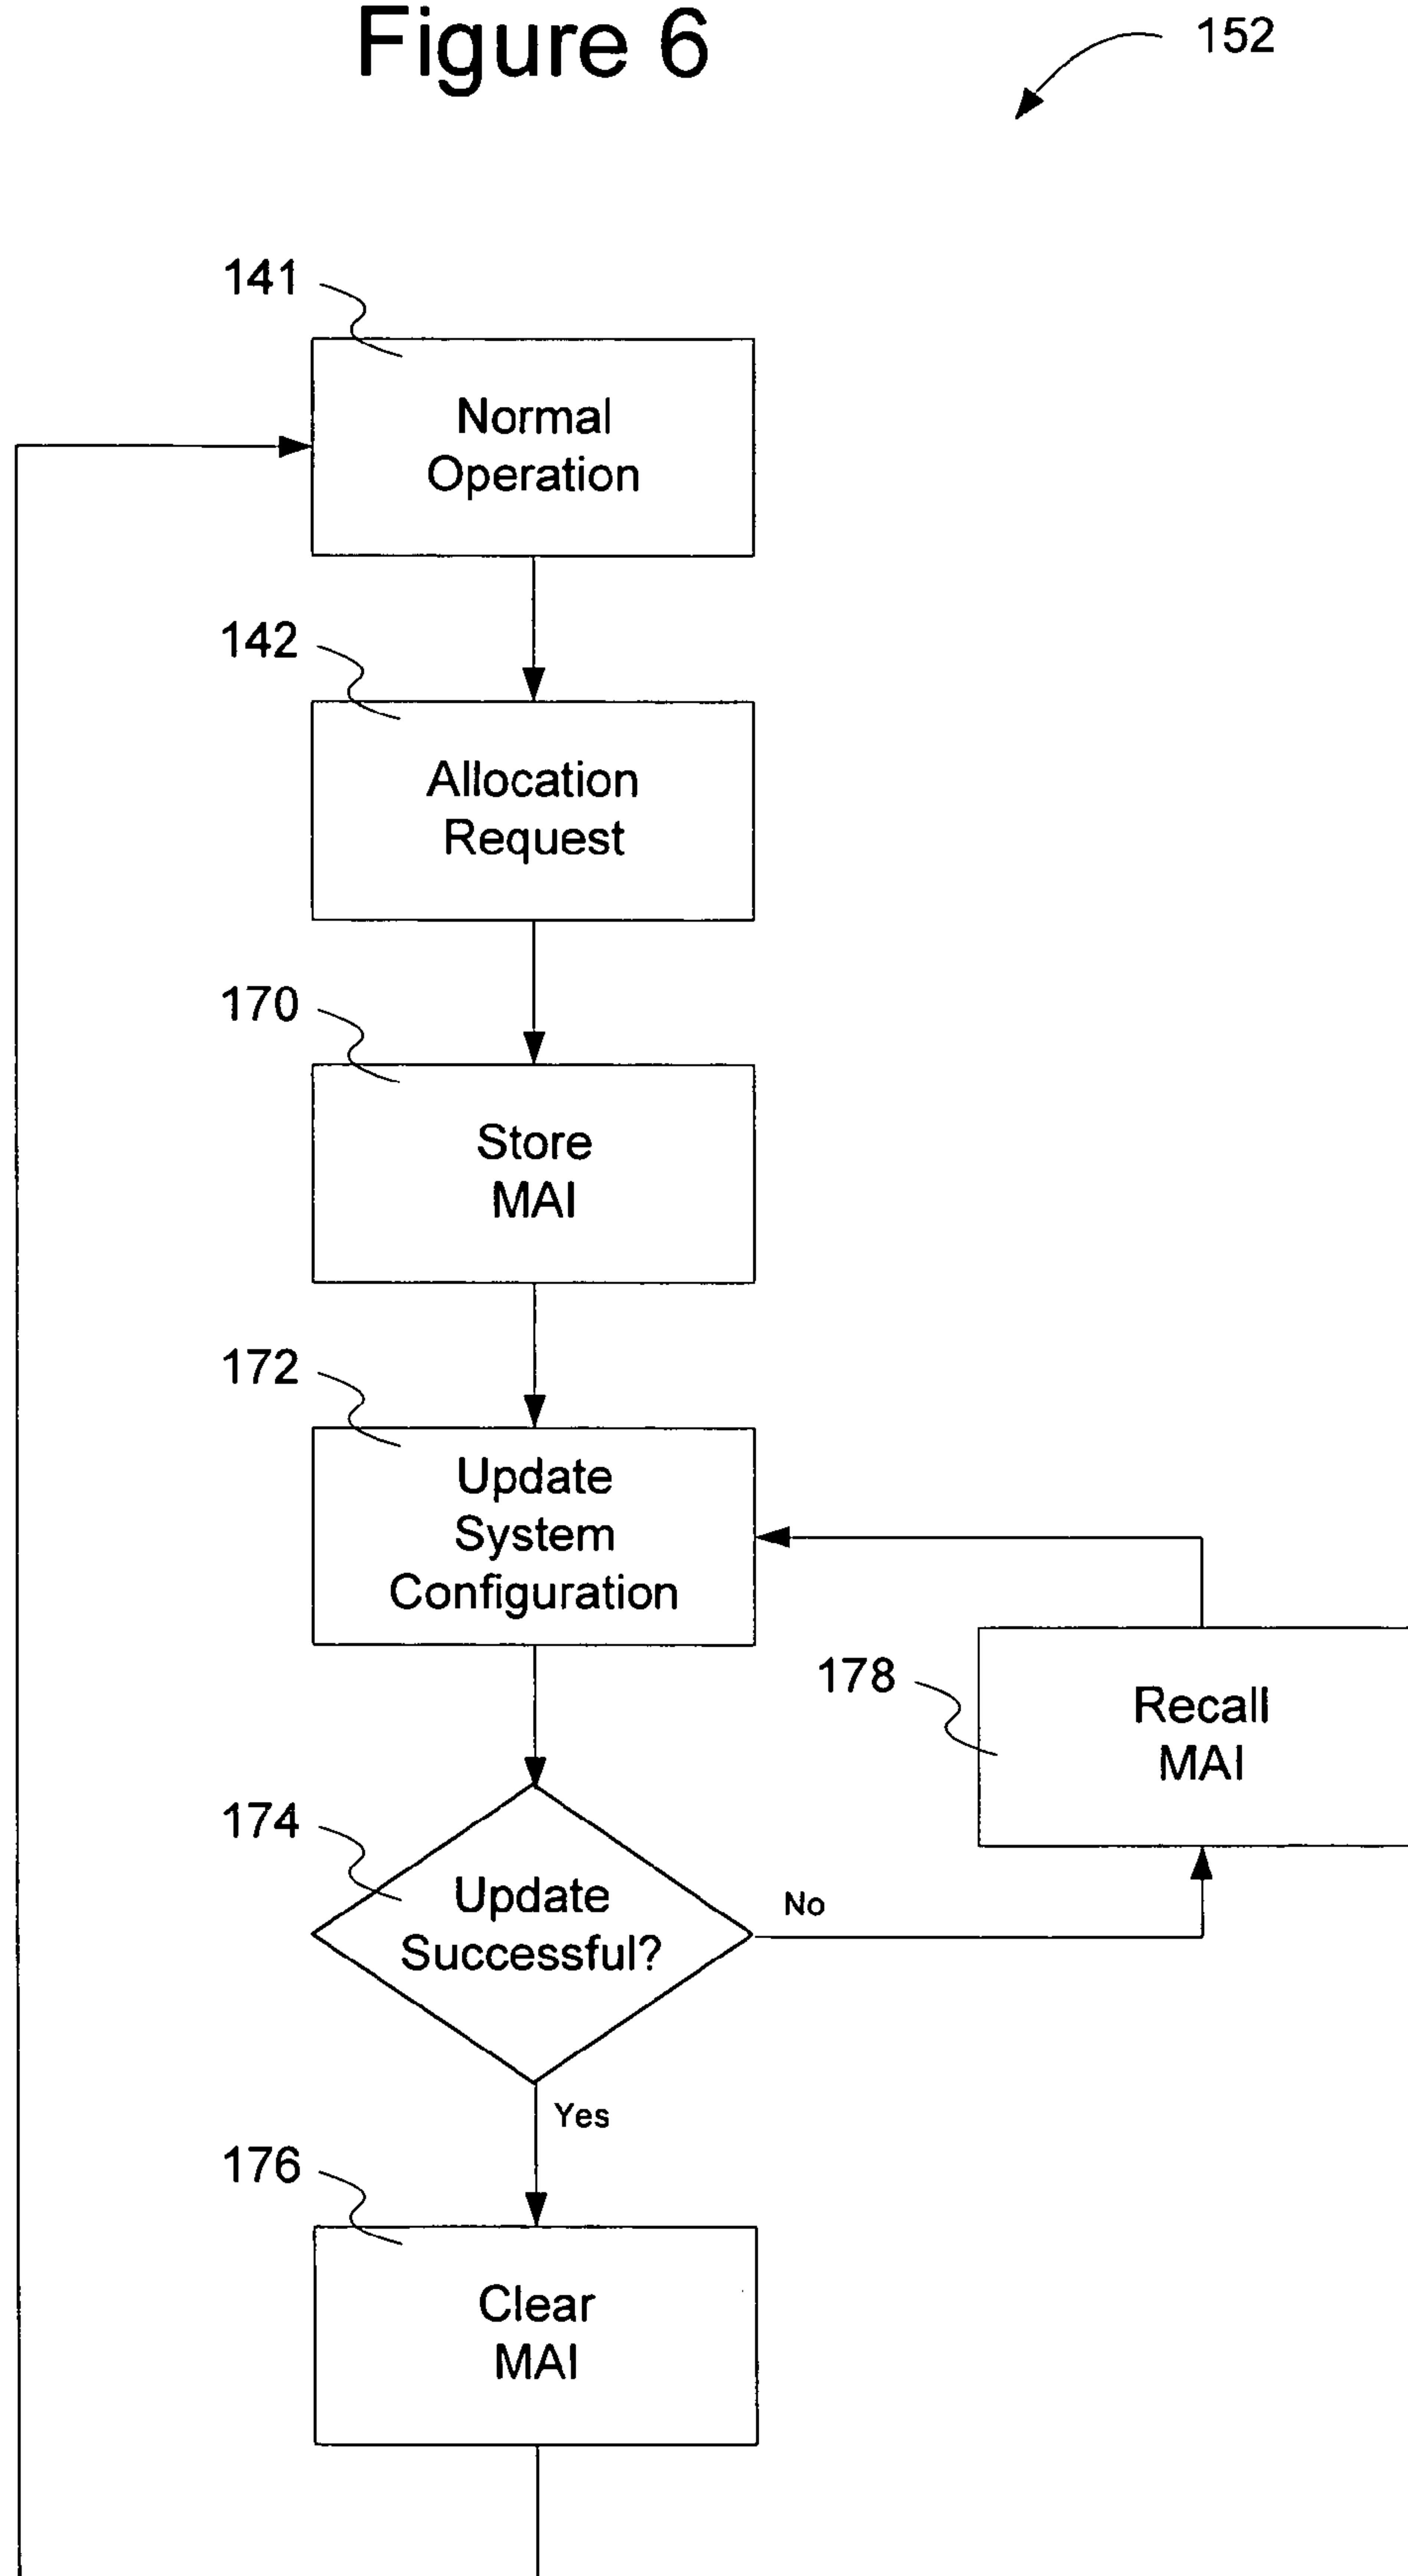 Figure 6
152
141
Normal
Operation
142
Allocation
Request
170
Store
MAI
172
Update
System
Configuration
178
Recall
MAI
174
Update
Successful?
No
Yes
176
Clear
MAI